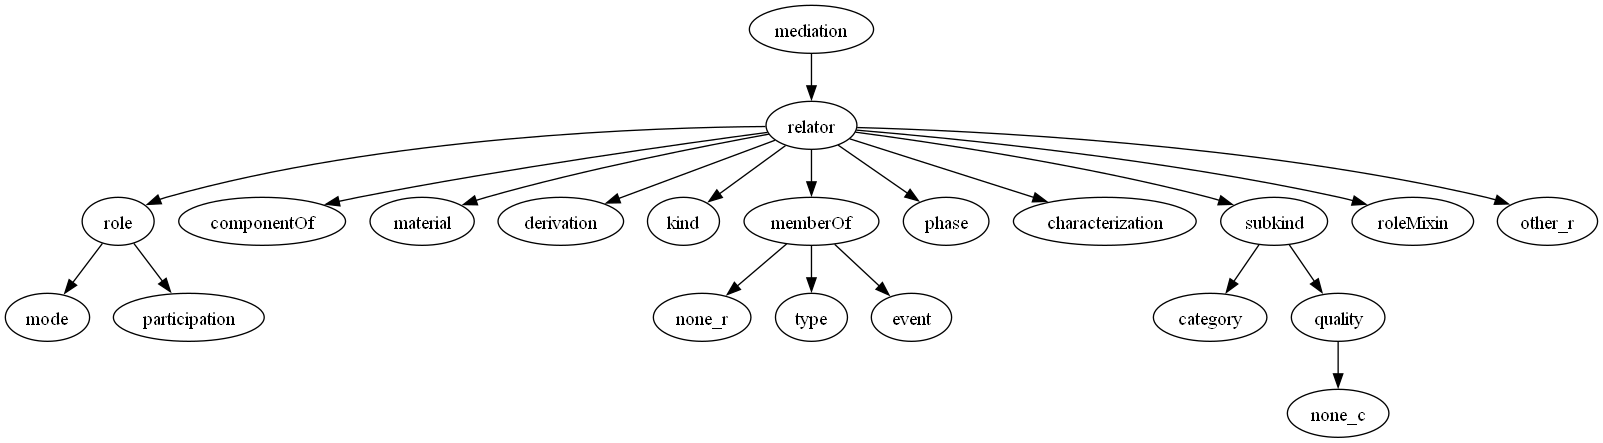 mediation
relator
role
componentOf
material
derivation
kind
memberOf
phase
characterization
subkind
roleMixin
other_r
mode
participation
none_r
type
event
category
quality
none_c